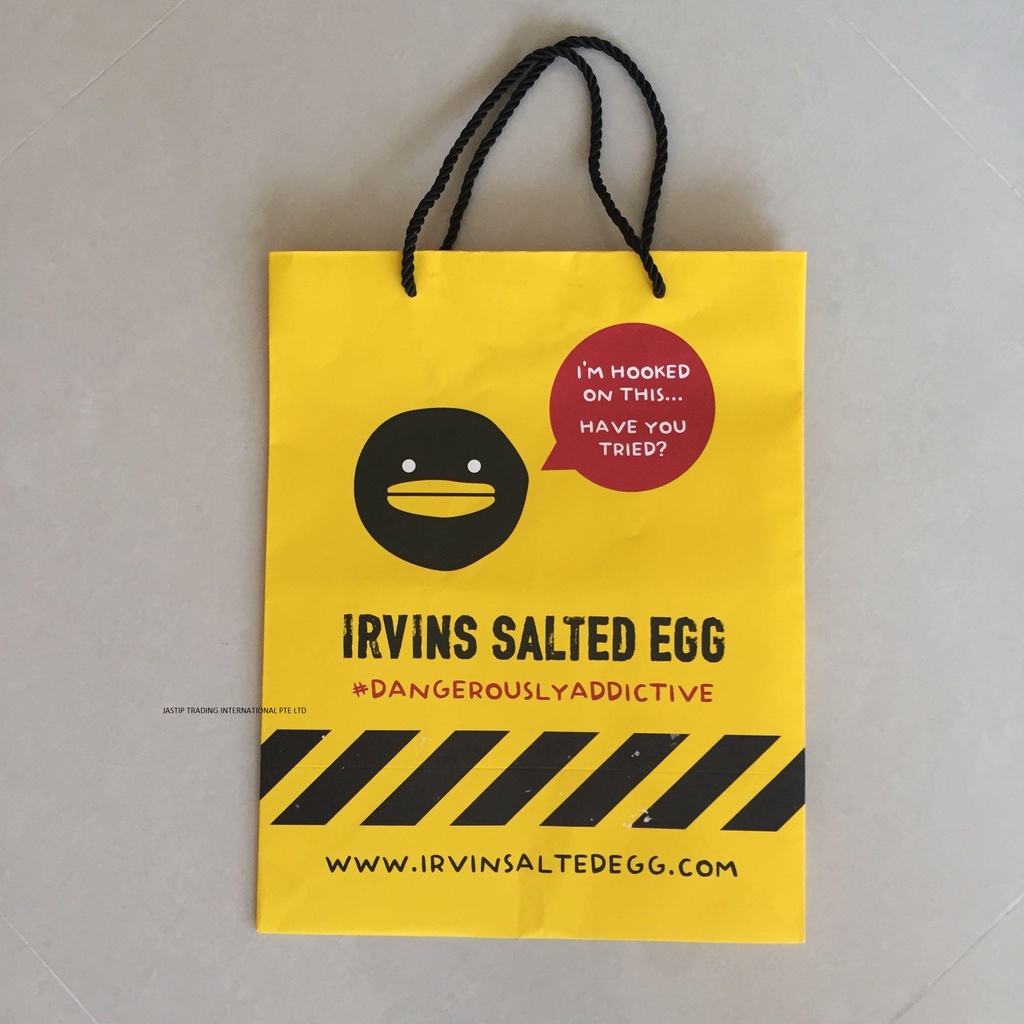 I'M HOOKED
ON THIS...
HAVE YOU
TRIED?
IRVINS SALTED EGG
#DANGEROUSLYADDICTIVE
JASTIP TRADING INTERNATIONAL PTE LTD
WWW.IRVINSALTEDEGG.COM